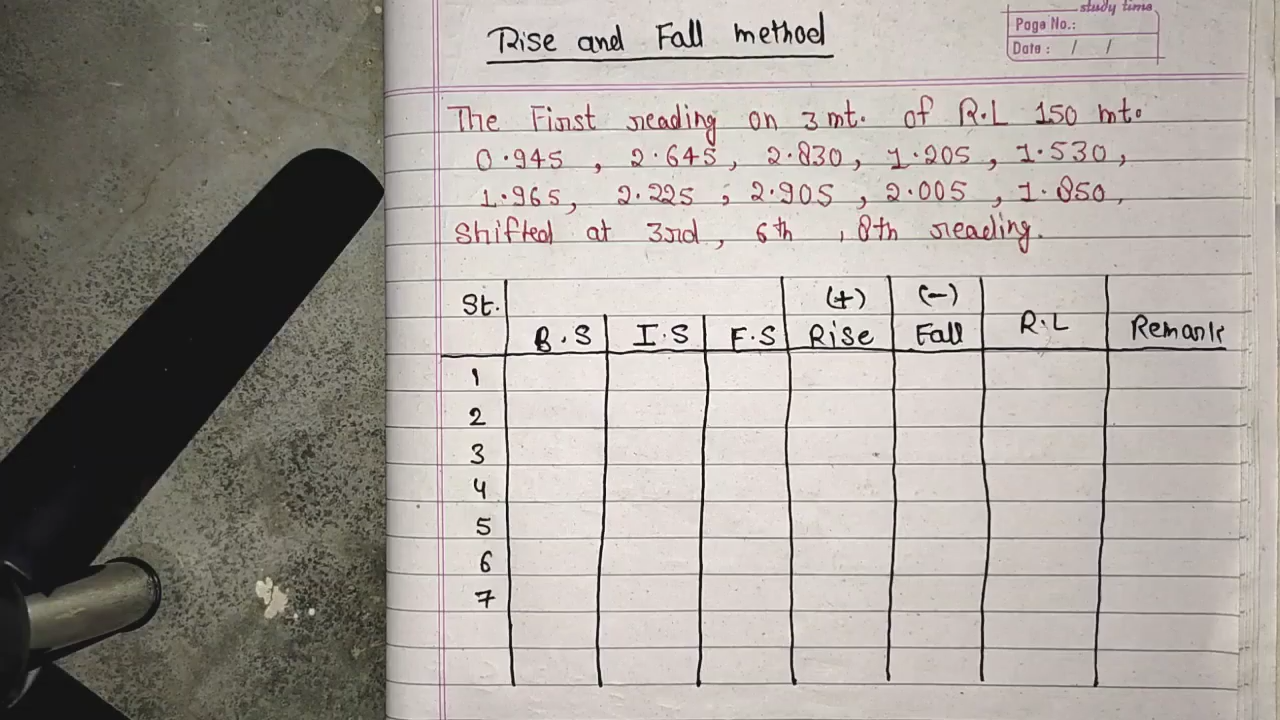 study time
Page No.:
Date : / /
Rise and Fall method
The First reading on 3 mt. of R.L 150 mt.
0.945 , 2.645, 2.830, 1.205, 1.530,
1.965, 2.225 , 2.905 , 2.005 , 1.850,
Shifted at 3rd, 6th , 8th reading.
St. (+) (-)
B.S I.S F.S Rise Fall R.L Remark
1
2
3
4
5
6
7